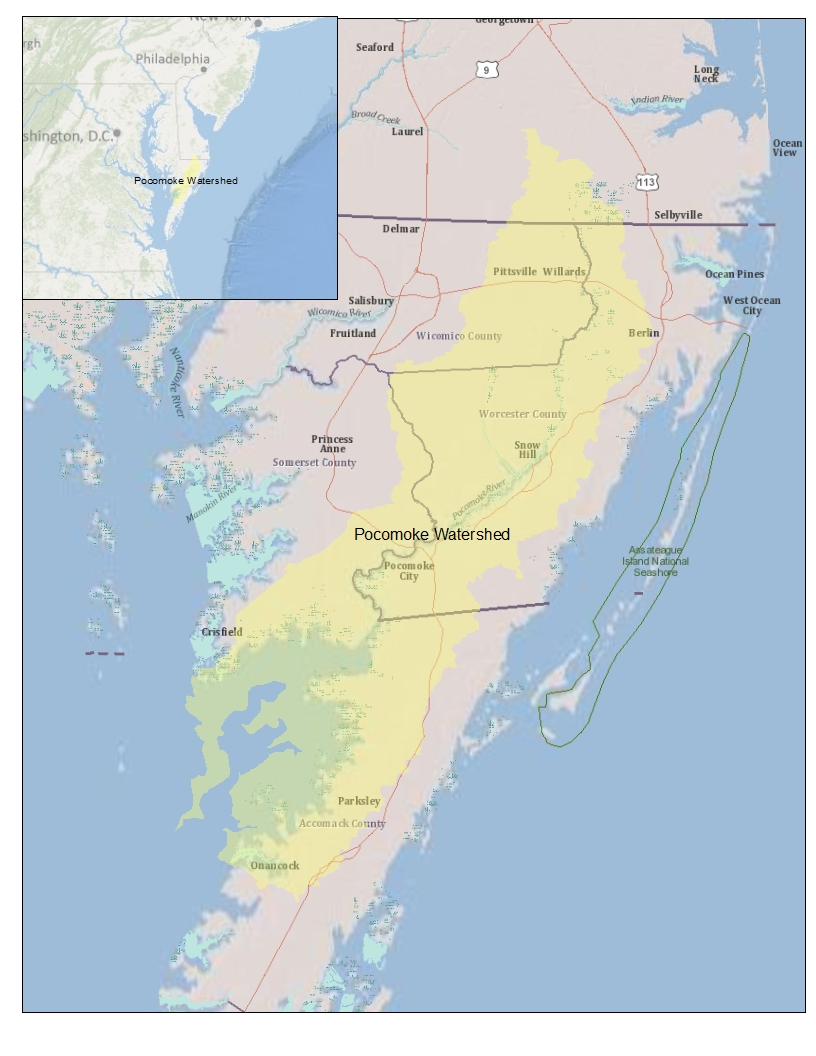 New York
Philadelphia
Pocomoke Watershed
Georgetown
Seaford
9
Long
Neck
Indian River
Broad Creek
Laurel
Ocean
View
113
Selbyville
Delmar
Pittsville
Willards
Ocean Pines
Salisbury
West Ocean
City
Wicomico River
Fruitland
Wicomico County
Berlin
Nanticoke River
Worcester County
Princess
Anne
Snow
Hill
Somerset County
Pocomoke River
Manokin River
Pocomoke Watershed
Assateague
Island National
Seashore
Pocomoke
City
Crisfield
Parksley
Accomack County
Onancock